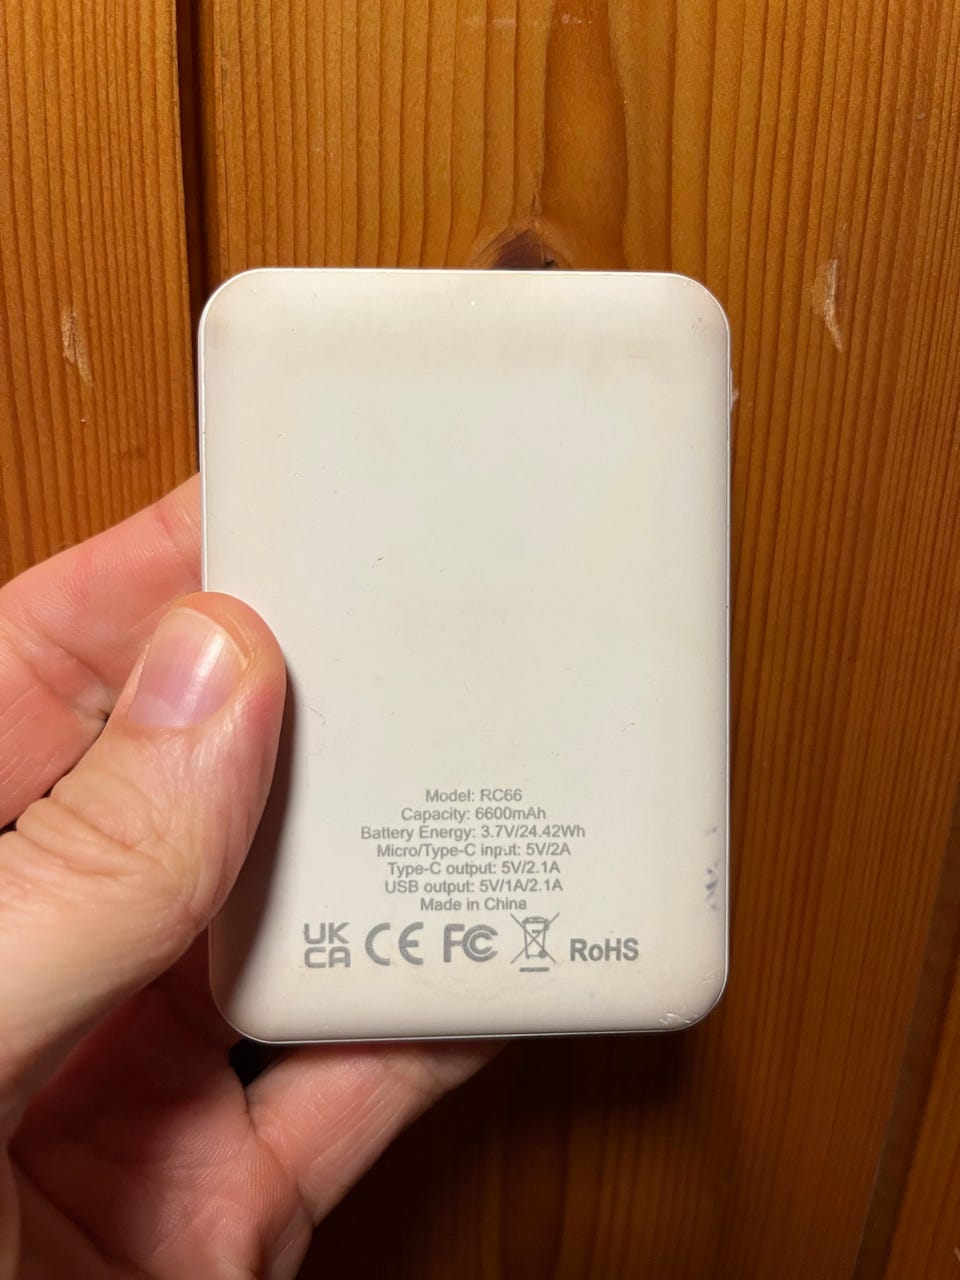 Model: RC66
Capacity: 6600mAh
Battery Energy: 3.7V/24.42Wh
Micro/Type-C input: 5V/2A
Type-C output: 5V/2.1A
USB output: 5V/1A/2.1A
Made in China
UK
CA CE FC RoHS